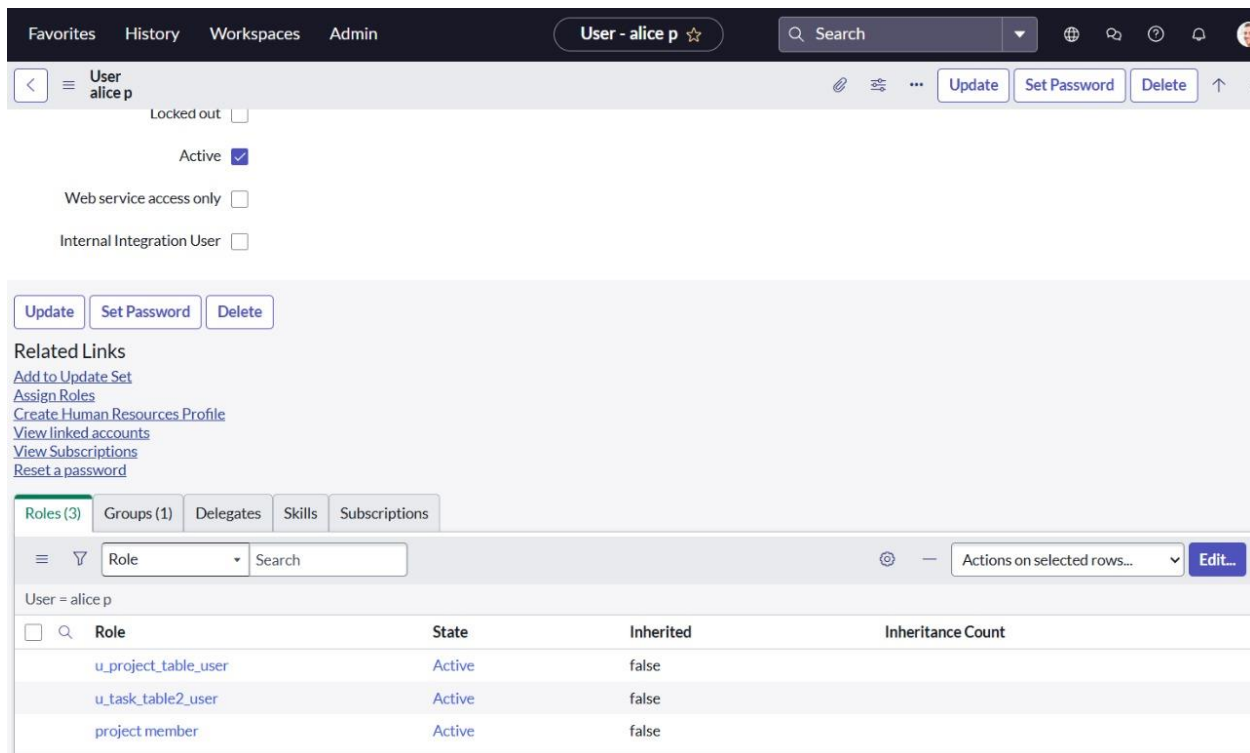 Favorites History Workspaces Admin User - alice p Search
User
alice p
Update Set Password Delete
Locked out
Active
Web service access only
Internal Integration User
Update Set Password Delete
Related Links
Add to Update Set
Assign Roles
Create Human Resources Profile
View linked accounts
View Subscriptions
Reset a password
Roles (3) Groups (1) Delegates Skills Subscriptions
Role Search Actions on selected rows... Edit...
User = alice p
Role State Inherited Inheritance Count
u_project_table_user Active false
u_task_table2_user Active false
project member Active false